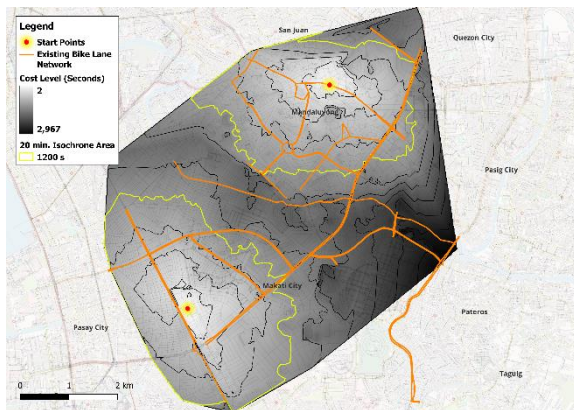 Legend
Start Points
Existing Bike Lane
Network
Cost Level (Seconds)
2
2,967
20 min. Isochrone Area
1200 s
San Juan
Quezon City
Mandaluyong
Pasig City
Makati City
Pasay City
Pateros
Taguig
0 1 2 km